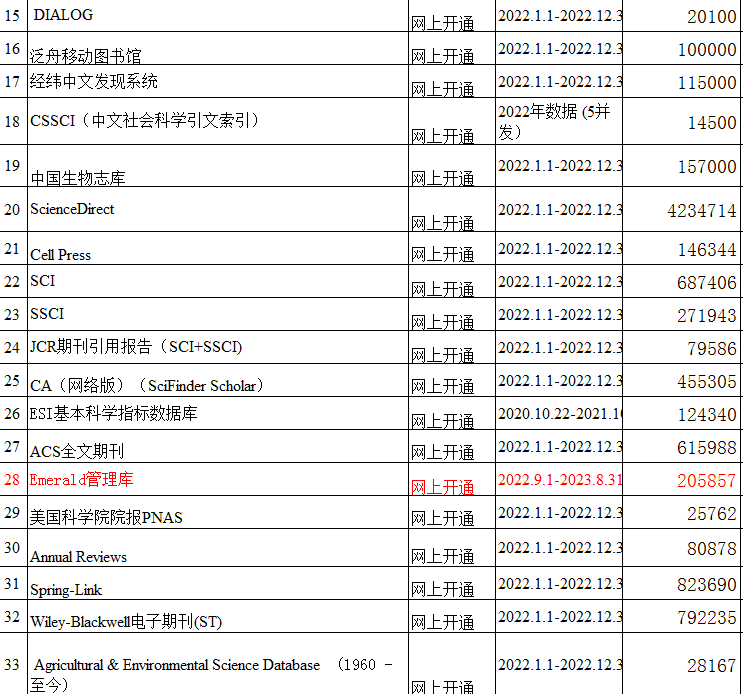 15 DIALOG 网上开通 2022.1.1-2022.12.3 20100
16 泛舟移动图书馆 网上开通 2022.1.1-2022.12.3 100000
17 经纬中文发现系统 网上开通 2022.1.1-2022.12.3 115000
18 CSSCI（中文社会科学引文索引） 网上开通 2022年数据 (5并
发） 14500
19 中国生物志库 网上开通 2022.1.1-2022.12.3 157000
20 ScienceDirect 网上开通 2022.1.1-2022.12.3 4234714
21 Cell Press 网上开通 2022.1.1-2022.12.3 146344
22 SCI 网上开通 2022.1.1-2022.12.3 687406
23 SSCI 网上开通 2022.1.1-2022.12.3 271943
24 JCR期刊引用报告（SCI+SSCI) 网上开通 2022.1.1-2022.12.3 79586
25 CA（网络版）（SciFinder Scholar） 网上开通 2022.1.1-2022.12.3 455305
26 ESI基本科学指标数据库 网上开通 2020.10.22-2021.10 124340
27 ACS全文期刊 网上开通 2022.1.1-2022.12.3 615988
28 Emerald管理库 网上开通 2022.9.1-2023.8.31 205857
29 美国科学院院报PNAS 网上开通 2022.1.1-2022.12.3 25762
30 Annual Reviews 网上开通 2022.1.1-2022.12.3 80878
31 Spring-Link 网上开通 2022.1.1-2022.12.3 823690
32 Wiley-Blackwell电子期刊(ST) 网上开通 2022.1.1-2022.12.3 792235
33 Agricultural & Environmental Science Database （1960 -
至今） 网上开通 2022.1.1-2022.12.3 28167